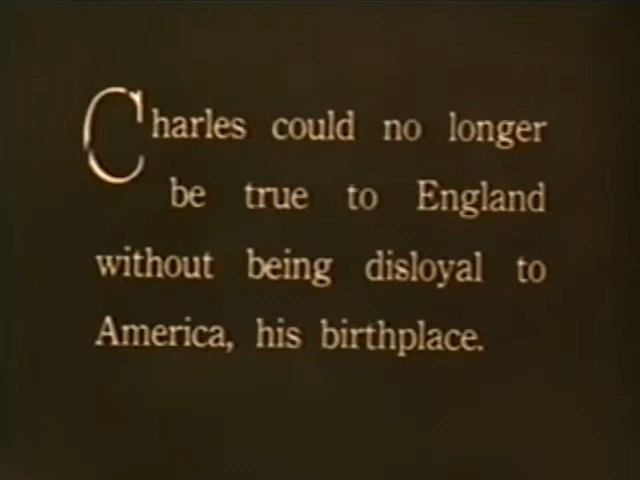 Charles could no longer
be true to England
without being disloyal to
America, his birthplace.